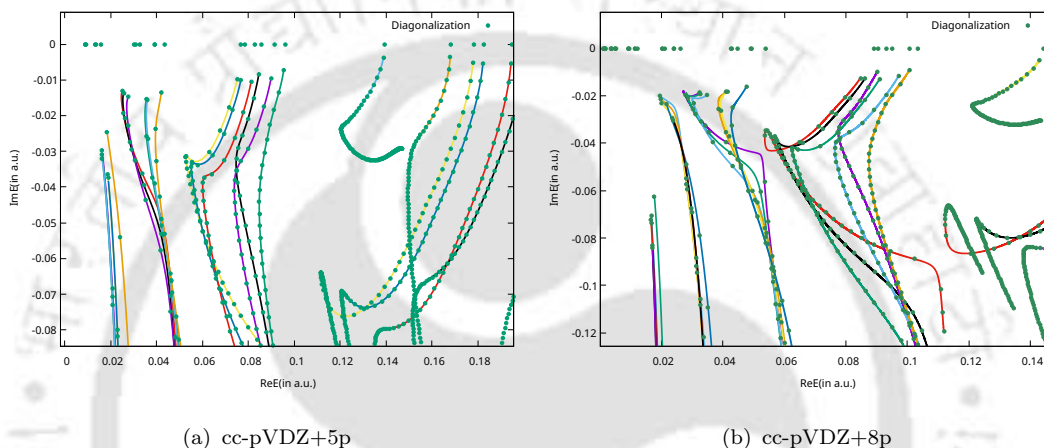 Diagonalization
0
-0.01
-0.02
-0.03
-0.04
-0.05
-0.06
-0.07
-0.08
ImE(in a.u.)
0 0.02 0.04 0.06 0.08 0.1 0.12 0.14 0.16 0.18
ReE(in a.u.)
(a) cc-pVDZ+5p
Diagonalization
0
-0.02
-0.04
-0.06
-0.08
-0.1
-0.12
ImE(in a.u.)
0 0.02 0.04 0.06 0.08 0.1 0.12 0.14
ReE(in a.u.)
(b) cc-pVDZ+8p